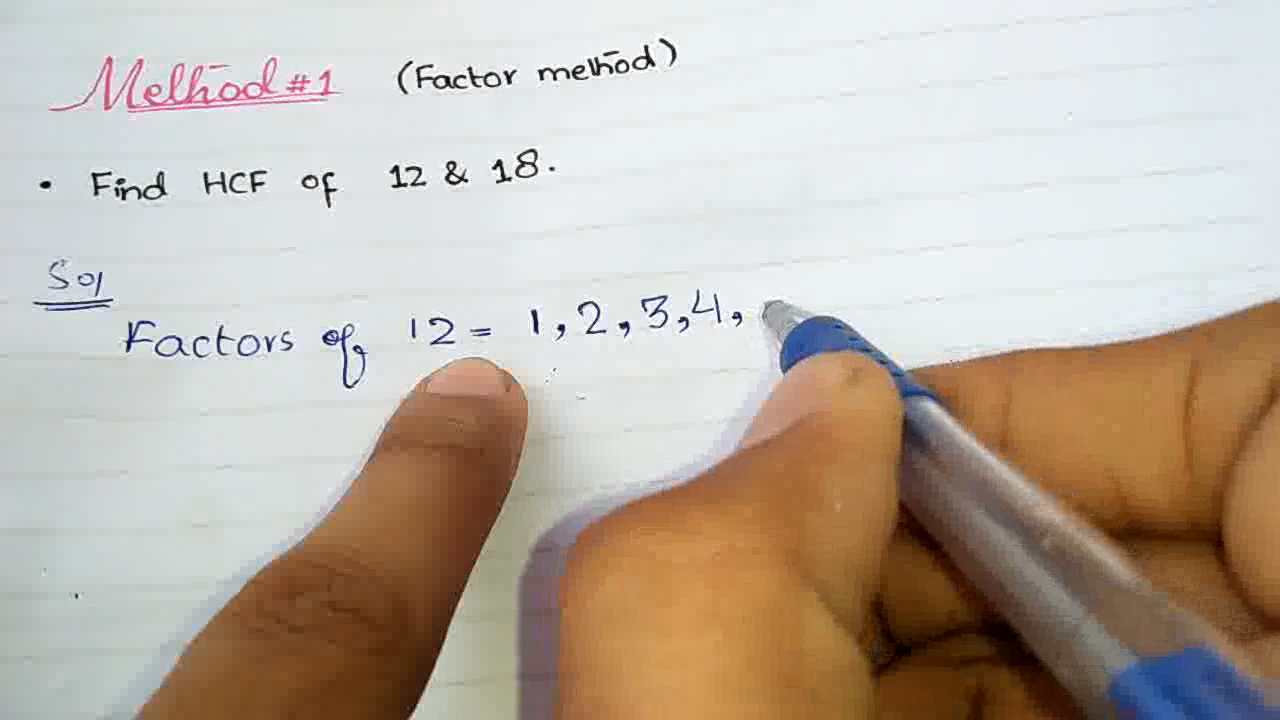 Method #1 (Factor method)
• Find HCF of 12 & 18.
Sol
Factors of 12 = 1, 2, 3, 4,